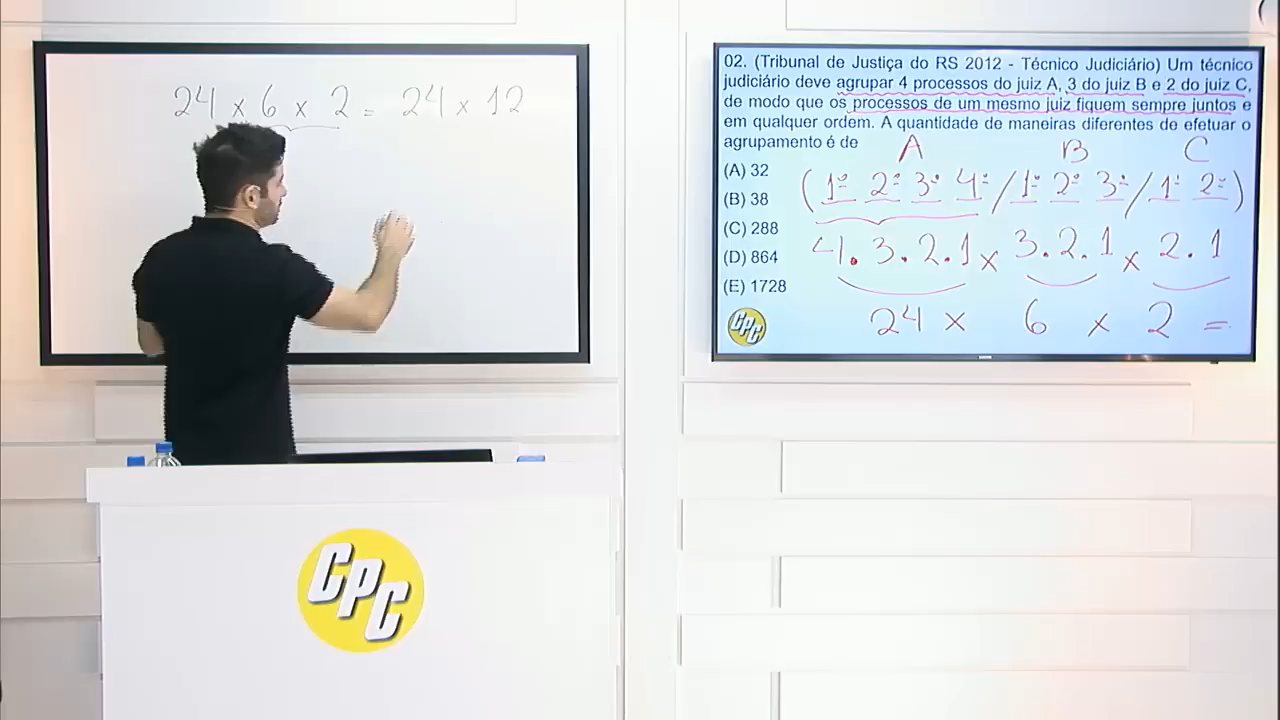 24 × 6 × 2 = 24 × 12
02. (Tribunal de Justiça do RS 2012 - Técnico Judiciário) Um técnico
judiciário deve agrupar 4 processos do juiz A, 3 do juiz B e 2 do juiz C,
de modo que os processos de um mesmo juiz fiquem sempre juntos e
em qualquer ordem. A quantidade de maneiras diferentes de efetuar o
agrupamento é de
A B C
(A) 32
(1º 2º 3º 4º / 1º 2º 3º / 1º 2º)
(B) 38
(C) 288
4.3.2.1 × 3.2.1 × 2.1
(D) 864
(E) 1728
24 × 6 × 2 =
CPC
CPC